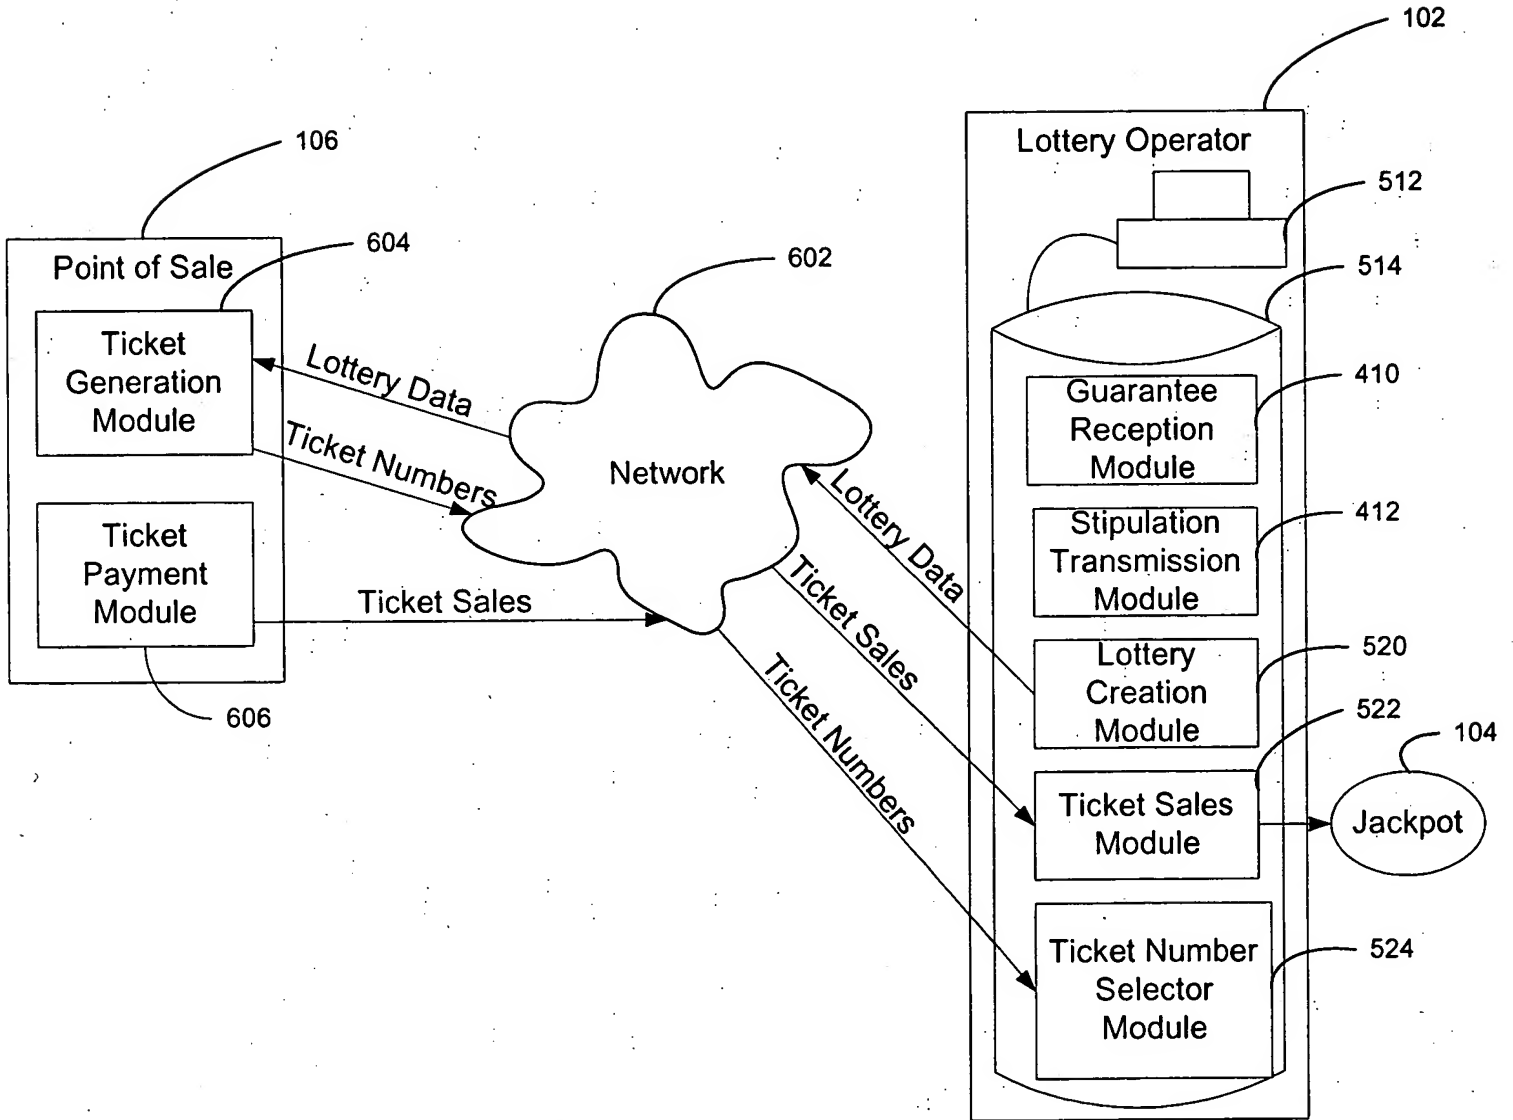 102
Lottery Operator
106
512
604
Point of Sale
602
514
Ticket
Generation
Module
Lottery Data
Ticket Numbers
Network
Guarantee
Reception
Module
410
Lottery Data
Stipulation
Transmission
Module
412
Ticket
Payment
Module
Ticket Sales
Ticket Sales
Ticket Numbers
Lottery
Creation
Module
520
606
522
104
Ticket Sales
Module
Jackpot
Ticket Number
Selector
Module
524